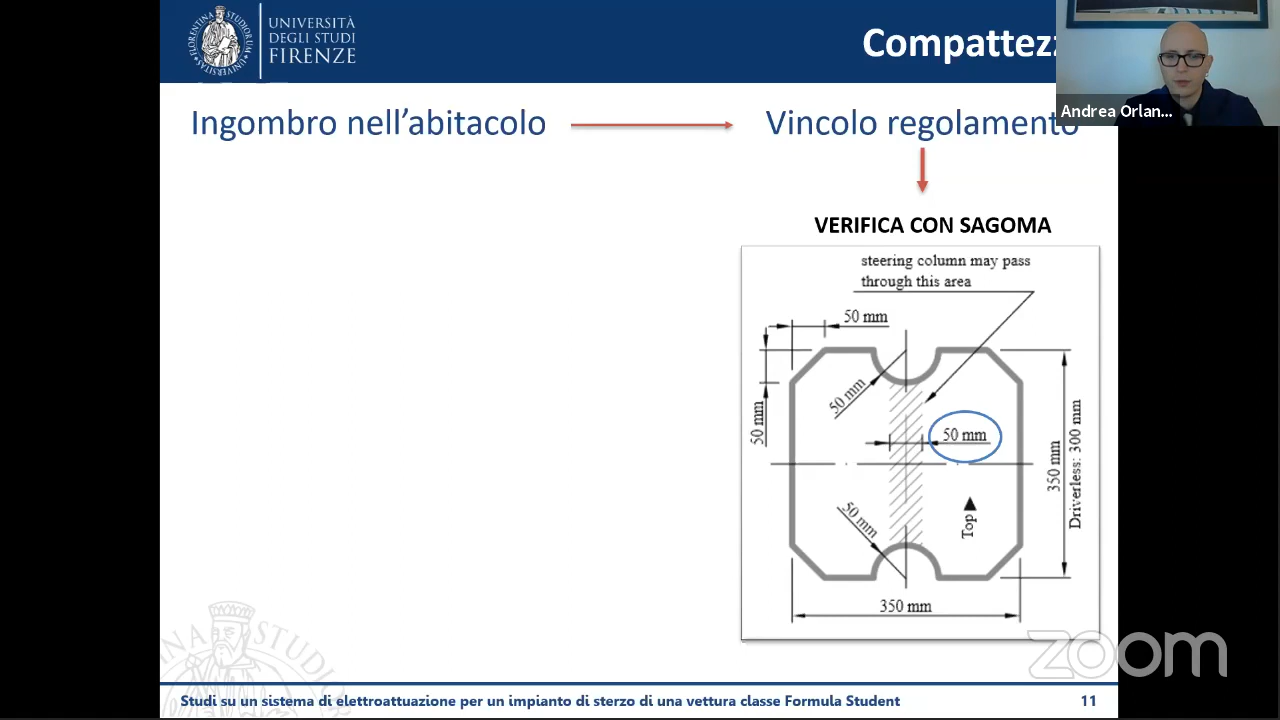 UNIVERSITÀ
DEGLI STUDI
FIRENZE
FLORENTINA STUDIORUM UNIVERSITAS
Compattez
Andrea Orlan...
Ingombro nell'abitacolo
Vincolo regolamento
VERIFICA CON SAGOMA
steering column may pass
through this area
50 mm
50 mm
50 mm
50 mm
50 mm
Top
350 mm
Driverless: 300 mm
350 mm
zoom
Studi su un sistema di elettroattuazione per un impianto di sterzo di una vettura classe Formula Student
11